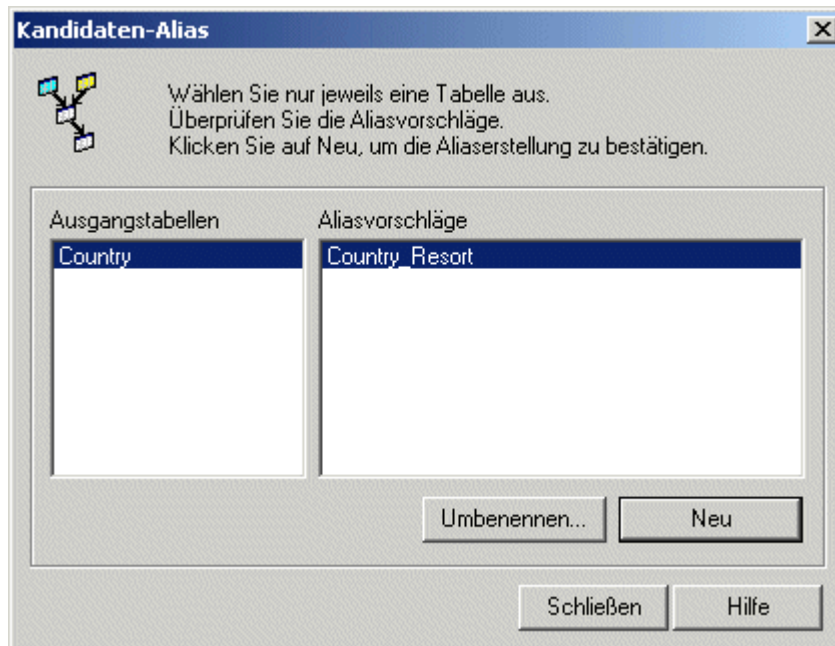 Kandidaten-Alias
Wählen Sie nur jeweils eine Tabelle aus.
Überprüfen Sie die Aliasvorschläge.
Klicken Sie auf Neu, um die Aliaserstellung zu bestätigen.
Ausgangstabellen
Aliasvorschläge
Country
Country_Resort
Umbenennen...
Neu
Schließen
Hilfe